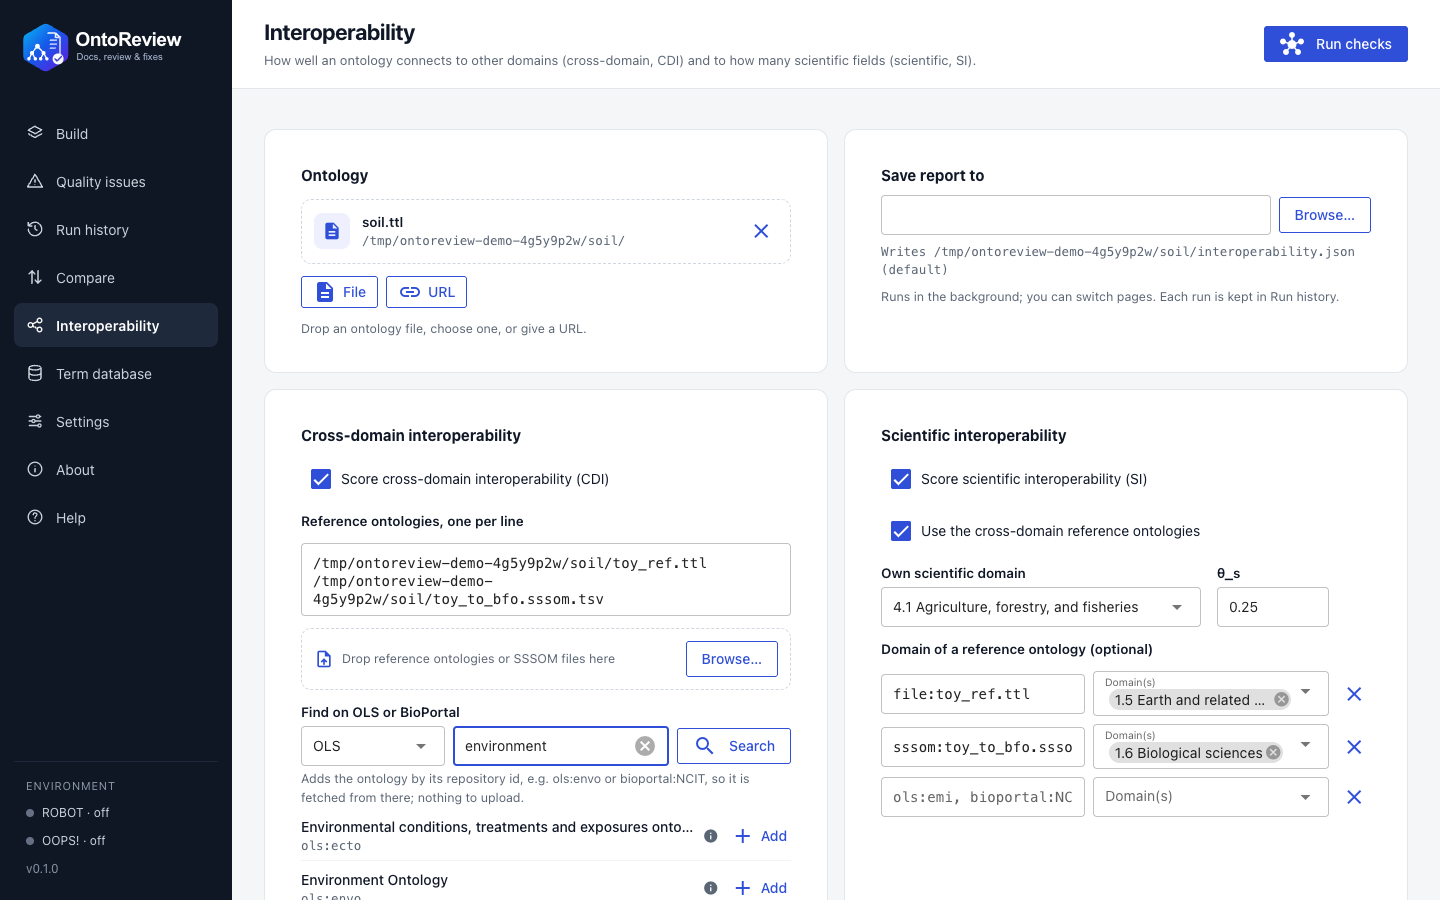 OntoReview
Docs, review & fixes
Build
Quality issues
Run history
Compare
Interoperability
Term database
Settings
About
Help
ENVIRONMENT
ROBOT · off
OOPS! · off
v0.1.0
Interoperability
How well an ontology connects to other domains (cross-domain, CDI) and to how many scientific fields (scientific, SI).
Run checks
Ontology
soil.ttl
/tmp/ontoreview-demo-4g5y9p2w/soil/
File
URL
Drop an ontology file, choose one, or give a URL.
Save report to
Browse...
Writes /tmp/ontoreview-demo-4g5y9p2w/soil/interoperability.json
(default)
Runs in the background; you can switch pages. Each run is kept in Run history.
Cross-domain interoperability
Score cross-domain interoperability (CDI)
Reference ontologies, one per line
/tmp/ontoreview-demo-4g5y9p2w/soil/toy_ref.ttl
/tmp/ontoreview-demo-
4g5y9p2w/soil/toy_to_bfo.sssom.tsv
Drop reference ontologies or SSSOM files here
Browse...
Find on OLS or BioPortal
OLS
environment
Search
Adds the ontology by its repository id, e.g. ols:envo or bioportal:NCIT, so it is
fetched from there; nothing to upload.
Environmental conditions, treatments and exposures onto...
ols:ecto
Add
Environment Ontology
ols:envo
Add
Scientific interoperability
Score scientific interoperability (SI)
Use the cross-domain reference ontologies
Own scientific domain
θ_s
4.1 Agriculture, forestry, and fisheries
0.25
Domain of a reference ontology (optional)
file:toy_ref.ttl
Domain(s)
1.5 Earth and related ...
sssom:toy_to_bfo.ssso
Domain(s)
1.6 Biological sciences
ols:emi, bioportal:NC
Domain(s)